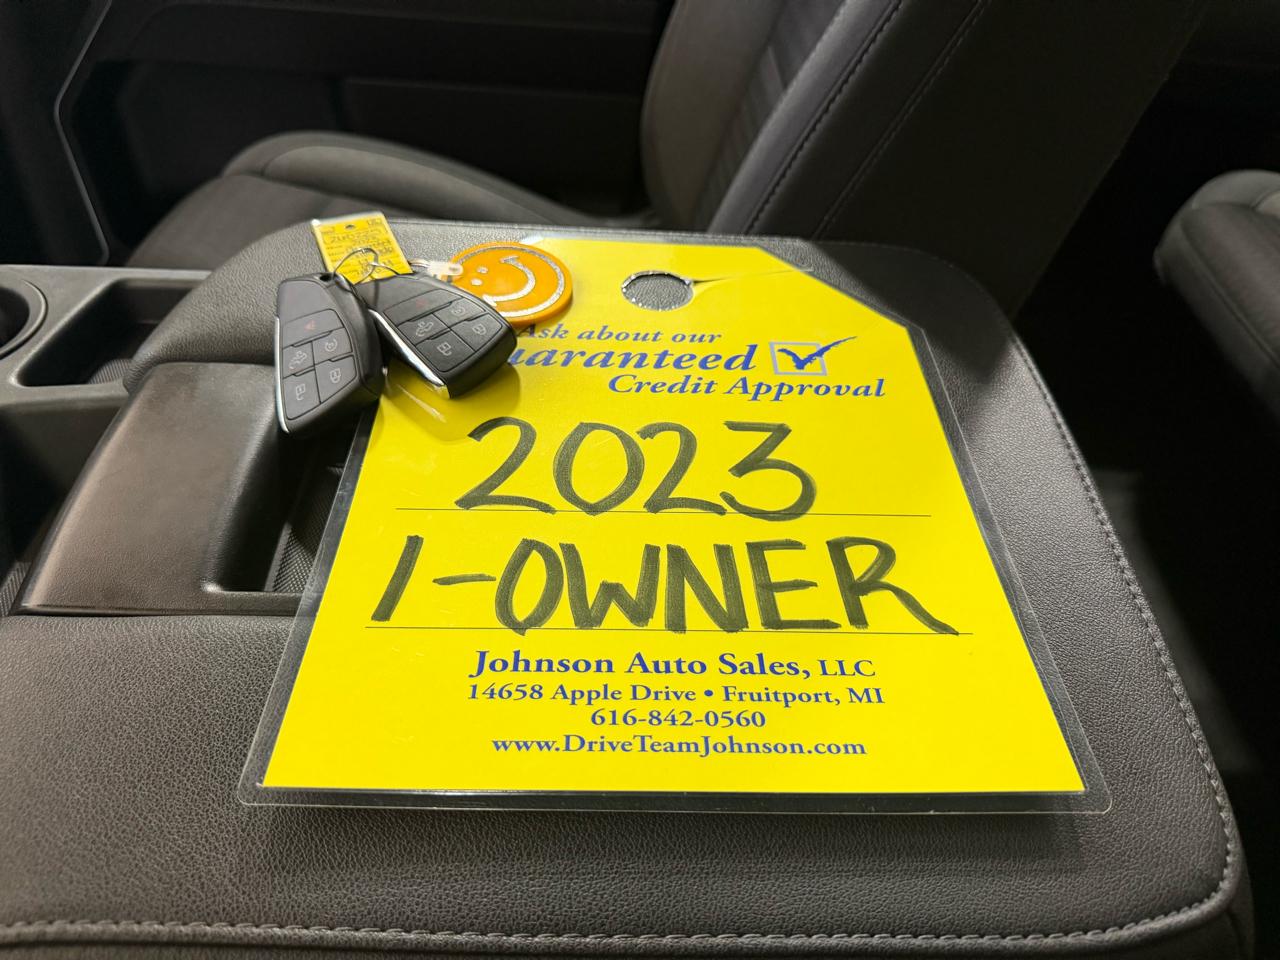 Ask about our
uaranteed
Credit Approval
2023
1-OWNER
Johnson Auto Sales, LLC
14658 Apple Drive • Fruitport, MI
616-842-0560
www.DriveTeamJohnson.com